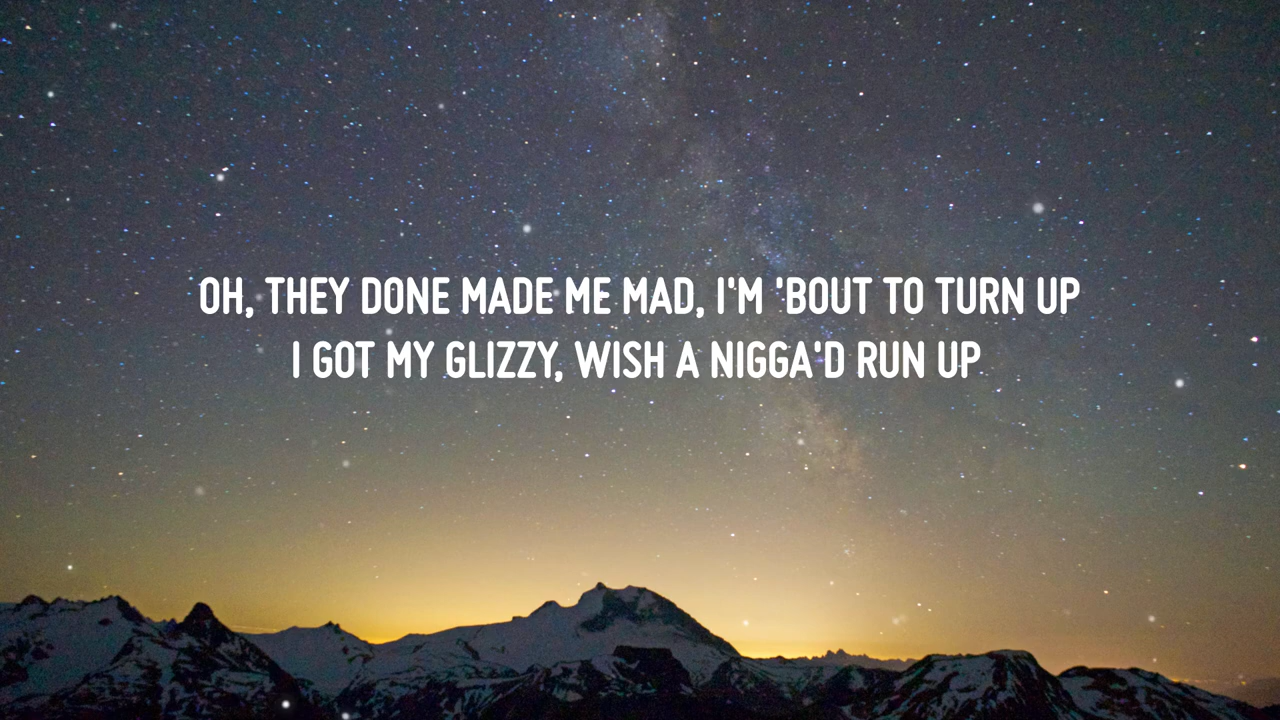 OH, THEY DONE MADE ME MAD, I'M 'BOUT TO TURN UP
I GOT MY GLIZZY, WISH A NIGGA'D RUN UP